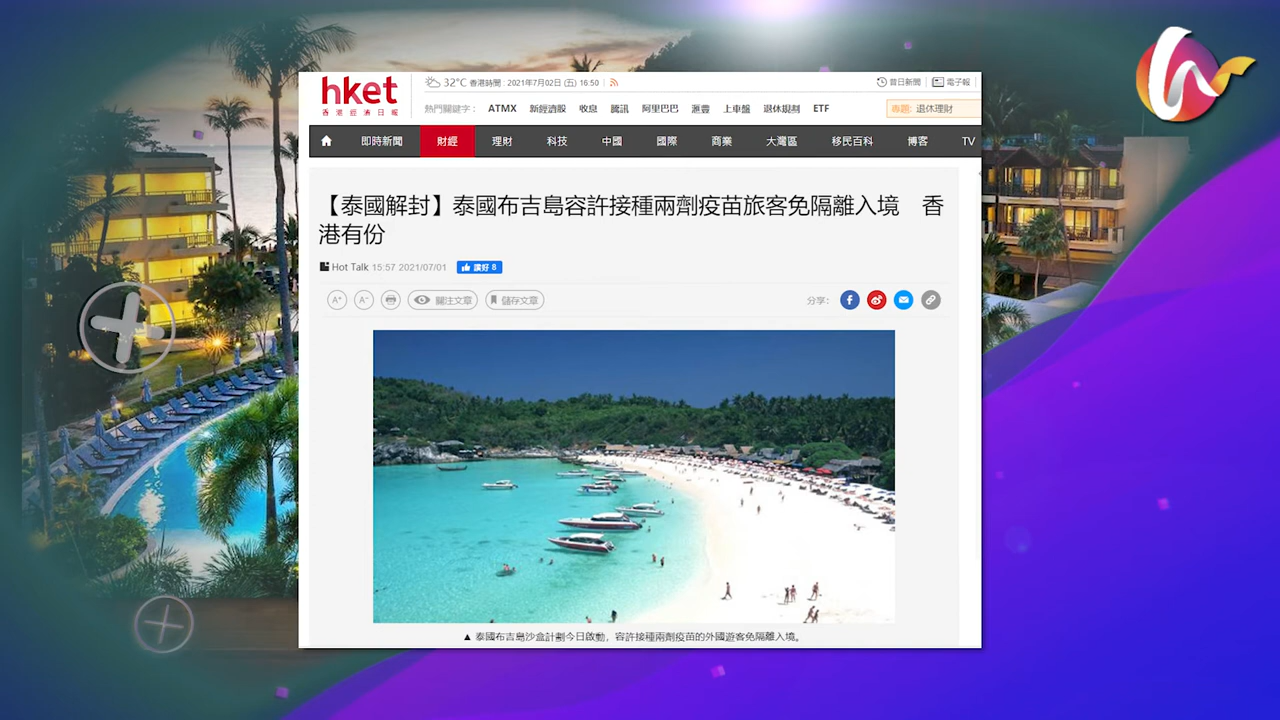 hket
香港經濟日報
32°C 香港時間 : 2021年7月02日 (五) 16:50
昔日新聞 電子報
熱門關鍵字 : ATMX 新經濟股 收息 騰訊 阿里巴巴 滙豐 上車盤 退休規劃 ETF
專題: 退休理財
即時新聞 財經 理財 科技 中國 國際 商業 大灣區 移民百科 博客 TV
【泰國解封】泰國布吉島容許接種兩劑疫苗旅客免隔離入境 香
港有份
Hot Talk 15:57 2021/07/01 讚好 8
A+ A- 關注文章 儲存文章 分享:
▲ 泰國布吉島沙盒計劃今日啟動，容許接種兩劑疫苗的外國遊客免隔離入境。